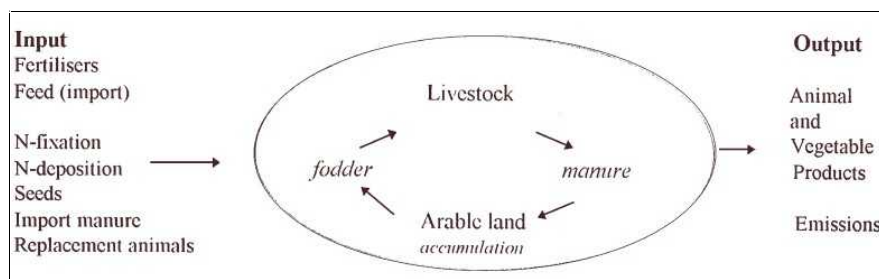 Input
Fertilisers
Feed (import)
N-fixation
N-deposition
Seeds
Import manure
Replacement animals
Livestock
fodder
manure
Arable land
accumulation
Output
Animal
and
Vegetable
Products
Emissions